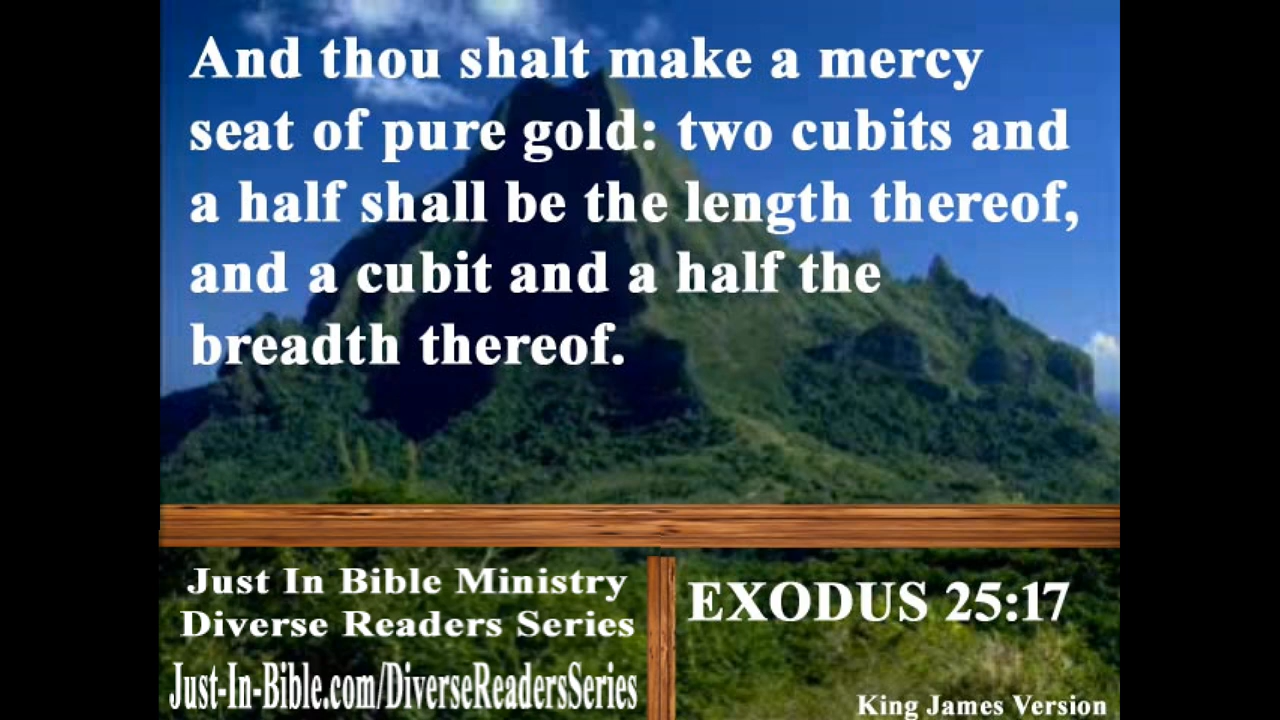 And thou shalt make a mercy
seat of pure gold: two cubits and
a half shall be the length thereof,
and a cubit and a half the
breadth thereof.
Just In Bible Ministry
Diverse Readers Series
Just-In-Bible.com/DiverseReadersSeries
EXODUS 25:17
King James Version